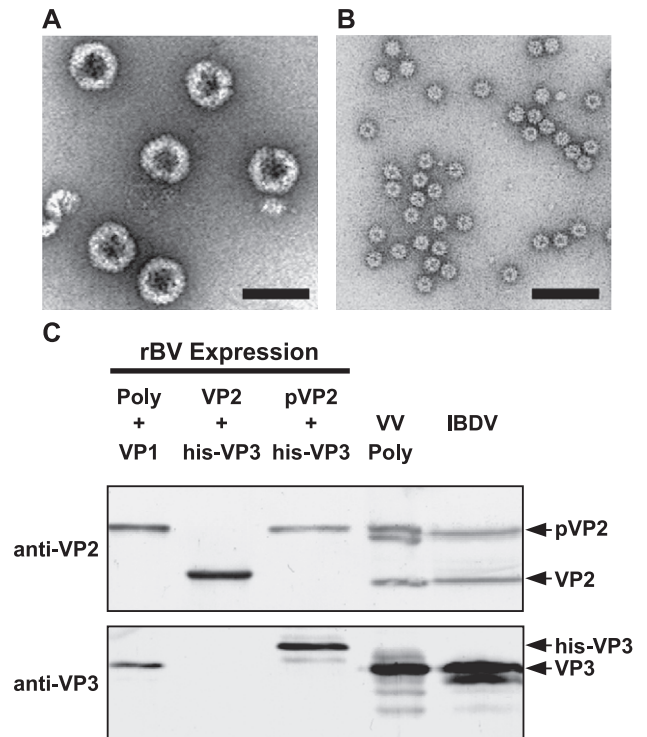 A
B
C
rBV Expression
Poly + VP1
VP2 + his-VP3
pVP2 + his-VP3
VV Poly
IBDV
anti-VP2
pVP2
VP2
anti-VP3
his-VP3
VP3